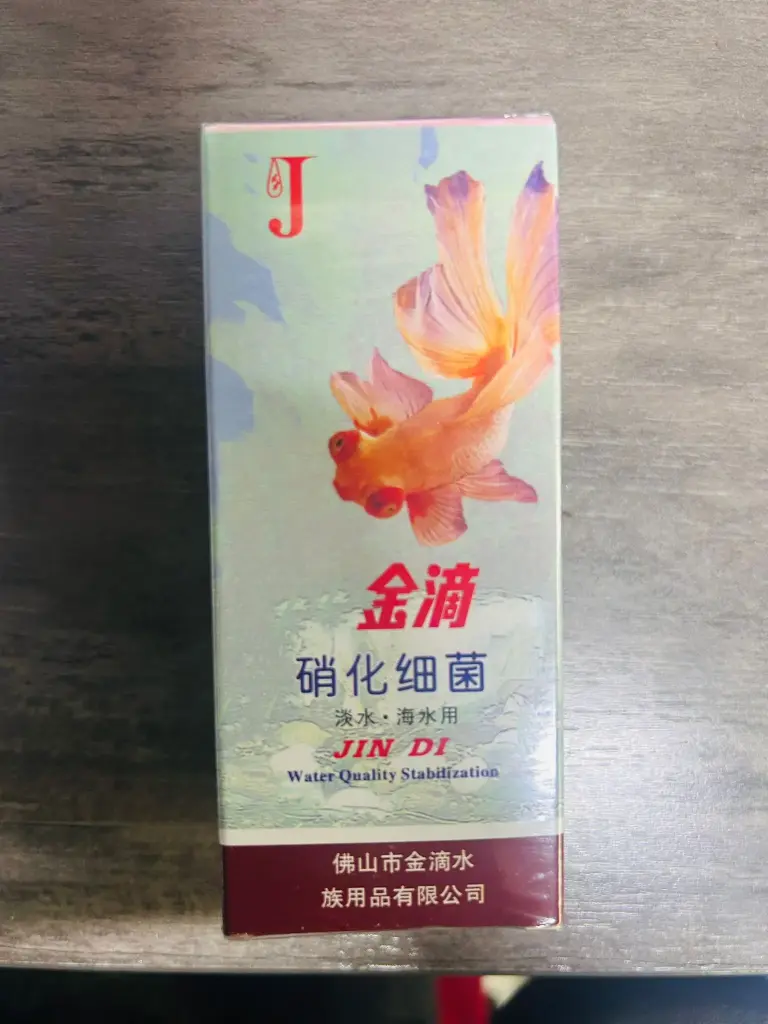 J
金滴
硝化细菌
淡水·海水用
JIN DI
Water Quality Stabilization
佛山市金滴水
族用品有限公司